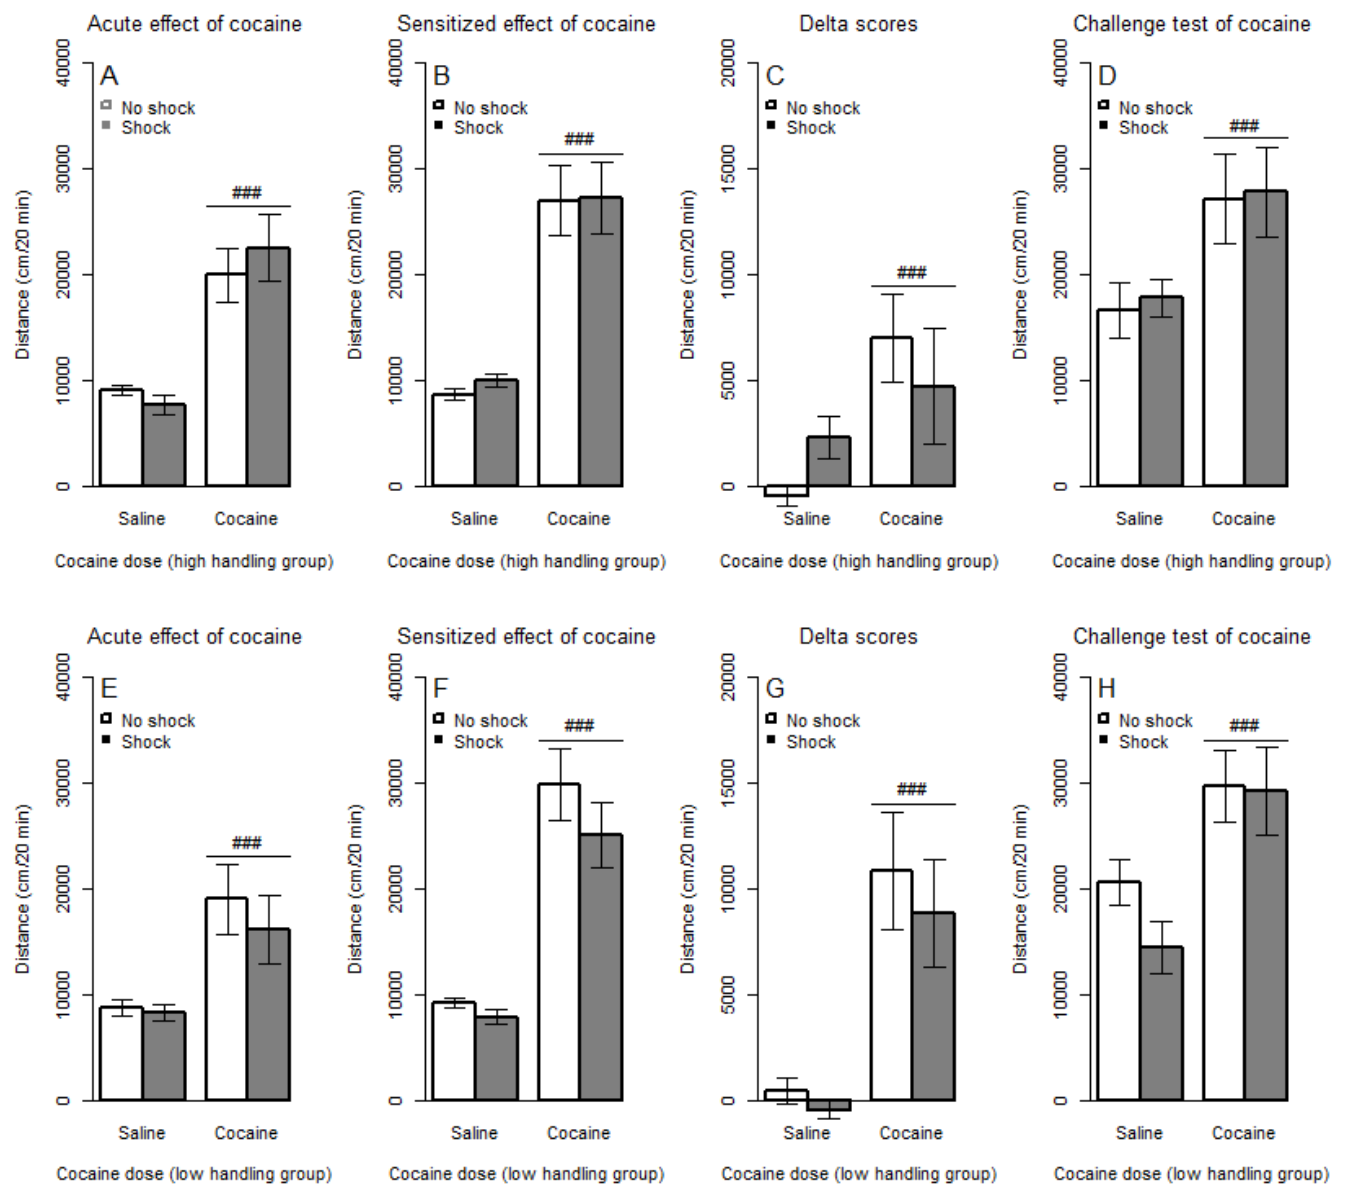 Acute effect of cocaine
A
No shock
Shock
###
40000
30000
20000
10000
0
Distance (cm/20 min)
Saline
Cocaine
Cocaine dose (high handling group)
Sensitized effect of cocaine
B
No shock
Shock
###
40000
30000
20000
10000
0
Distance (cm/20 min)
Saline
Cocaine
Cocaine dose (high handling group)
Delta scores
C
No shock
Shock
###
20000
15000
10000
5000
0
Distance (cm/20 min)
Saline
Cocaine
Cocaine dose (high handling group)
Challenge test of cocaine
D
No shock
Shock
###
40000
30000
20000
10000
0
Distance (cm/20 min)
Saline
Cocaine
Cocaine dose (high handling group)
Acute effect of cocaine
E
No shock
Shock
###
40000
30000
20000
10000
0
Distance (cm/20 min)
Saline
Cocaine
Cocaine dose (low handling group)
Sensitized effect of cocaine
F
No shock
Shock
###
40000
30000
20000
10000
0
Distance (cm/20 min)
Saline
Cocaine
Cocaine dose (low handling group)
Delta scores
G
No shock
Shock
###
20000
15000
10000
5000
0
Distance (cm/20 min)
Saline
Cocaine
Cocaine dose (low handling group)
Challenge test of cocaine
H
No shock
Shock
###
40000
30000
20000
10000
0
Distance (cm/20 min)
Saline
Cocaine
Cocaine dose (low handling group)